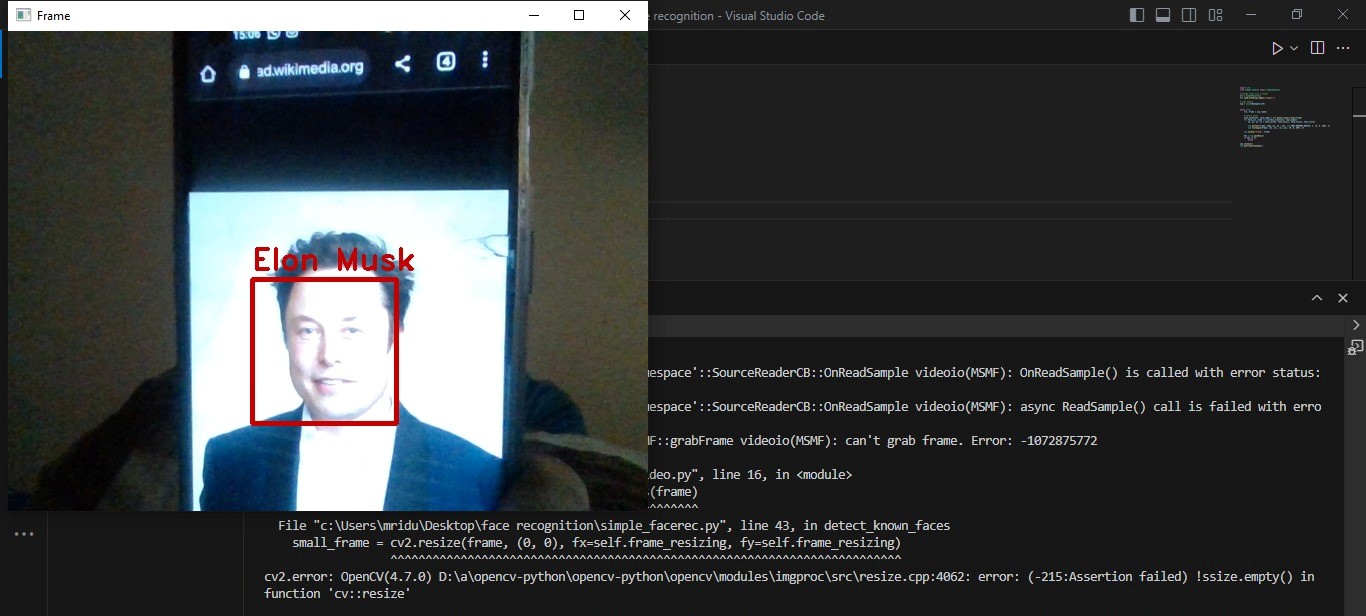 Frame
e recognition - Visual Studio Code
15:06
ad.wikimedia.org
4
Elon Musk
nespace'::SourceReaderCB::OnReadSample videoio(MSMF): OnReadSample() is called with error status:
nespace'::SourceReaderCB::OnReadSample videoio(MSMF): async ReadSample() call is failed with erro
MF::grabFrame videoio(MSMF): can't grab frame. Error: -1072875772
deo.py", line 16, in <module>
(frame)
^^^^^^^
File "c:\Users\mridu\Desktop\face recognition\simple_facerec.py", line 43, in detect_known_faces
small_frame = cv2.resize(frame, (0, 0), fx=self.frame_resizing, fy=self.frame_resizing)
^^^^^^^^^^^^^^^^^^^^^^^^^^^^^^^^^^^^^^^^^^^^^^^^^^^^^^^^^^^^^^^^^^^^^^^^^
cv2.error: OpenCV(4.7.0) D:\a\opencv-python\opencv-python\opencv\modules\imgproc\src\resize.cpp:4062: error: (-215:Assertion failed) !ssize.empty() in
function 'cv::resize'